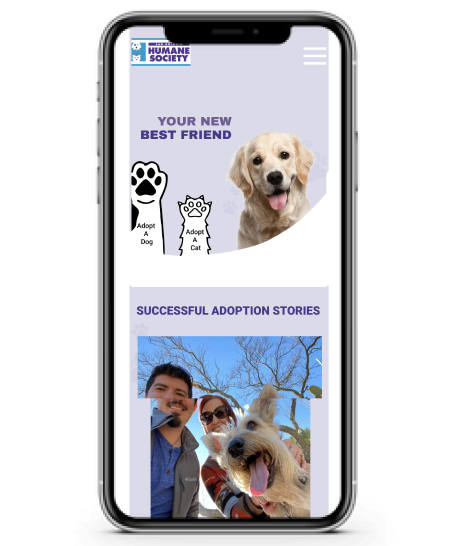 HUMANE
SOCIETY
YOUR NEW
BEST FRIEND
Adopt
A
Dog
Adopt
A
Cat
SUCCESSFUL ADOPTION STORIES